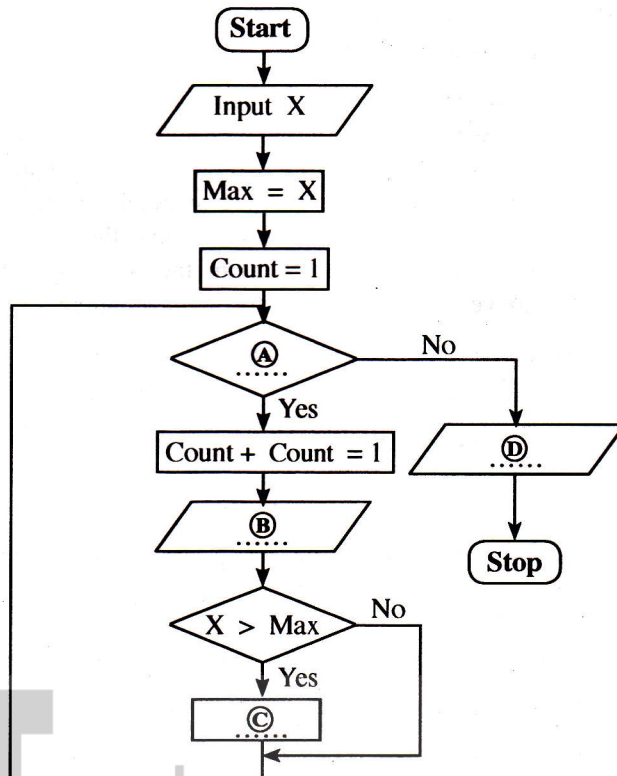 Start
Input X
Max = X
Count = 1
Ⓐ
......
No
Yes
Count + Count = 1
Ⓓ
......
Ⓑ
......
Stop
X > Max
No
Yes
Ⓒ
......